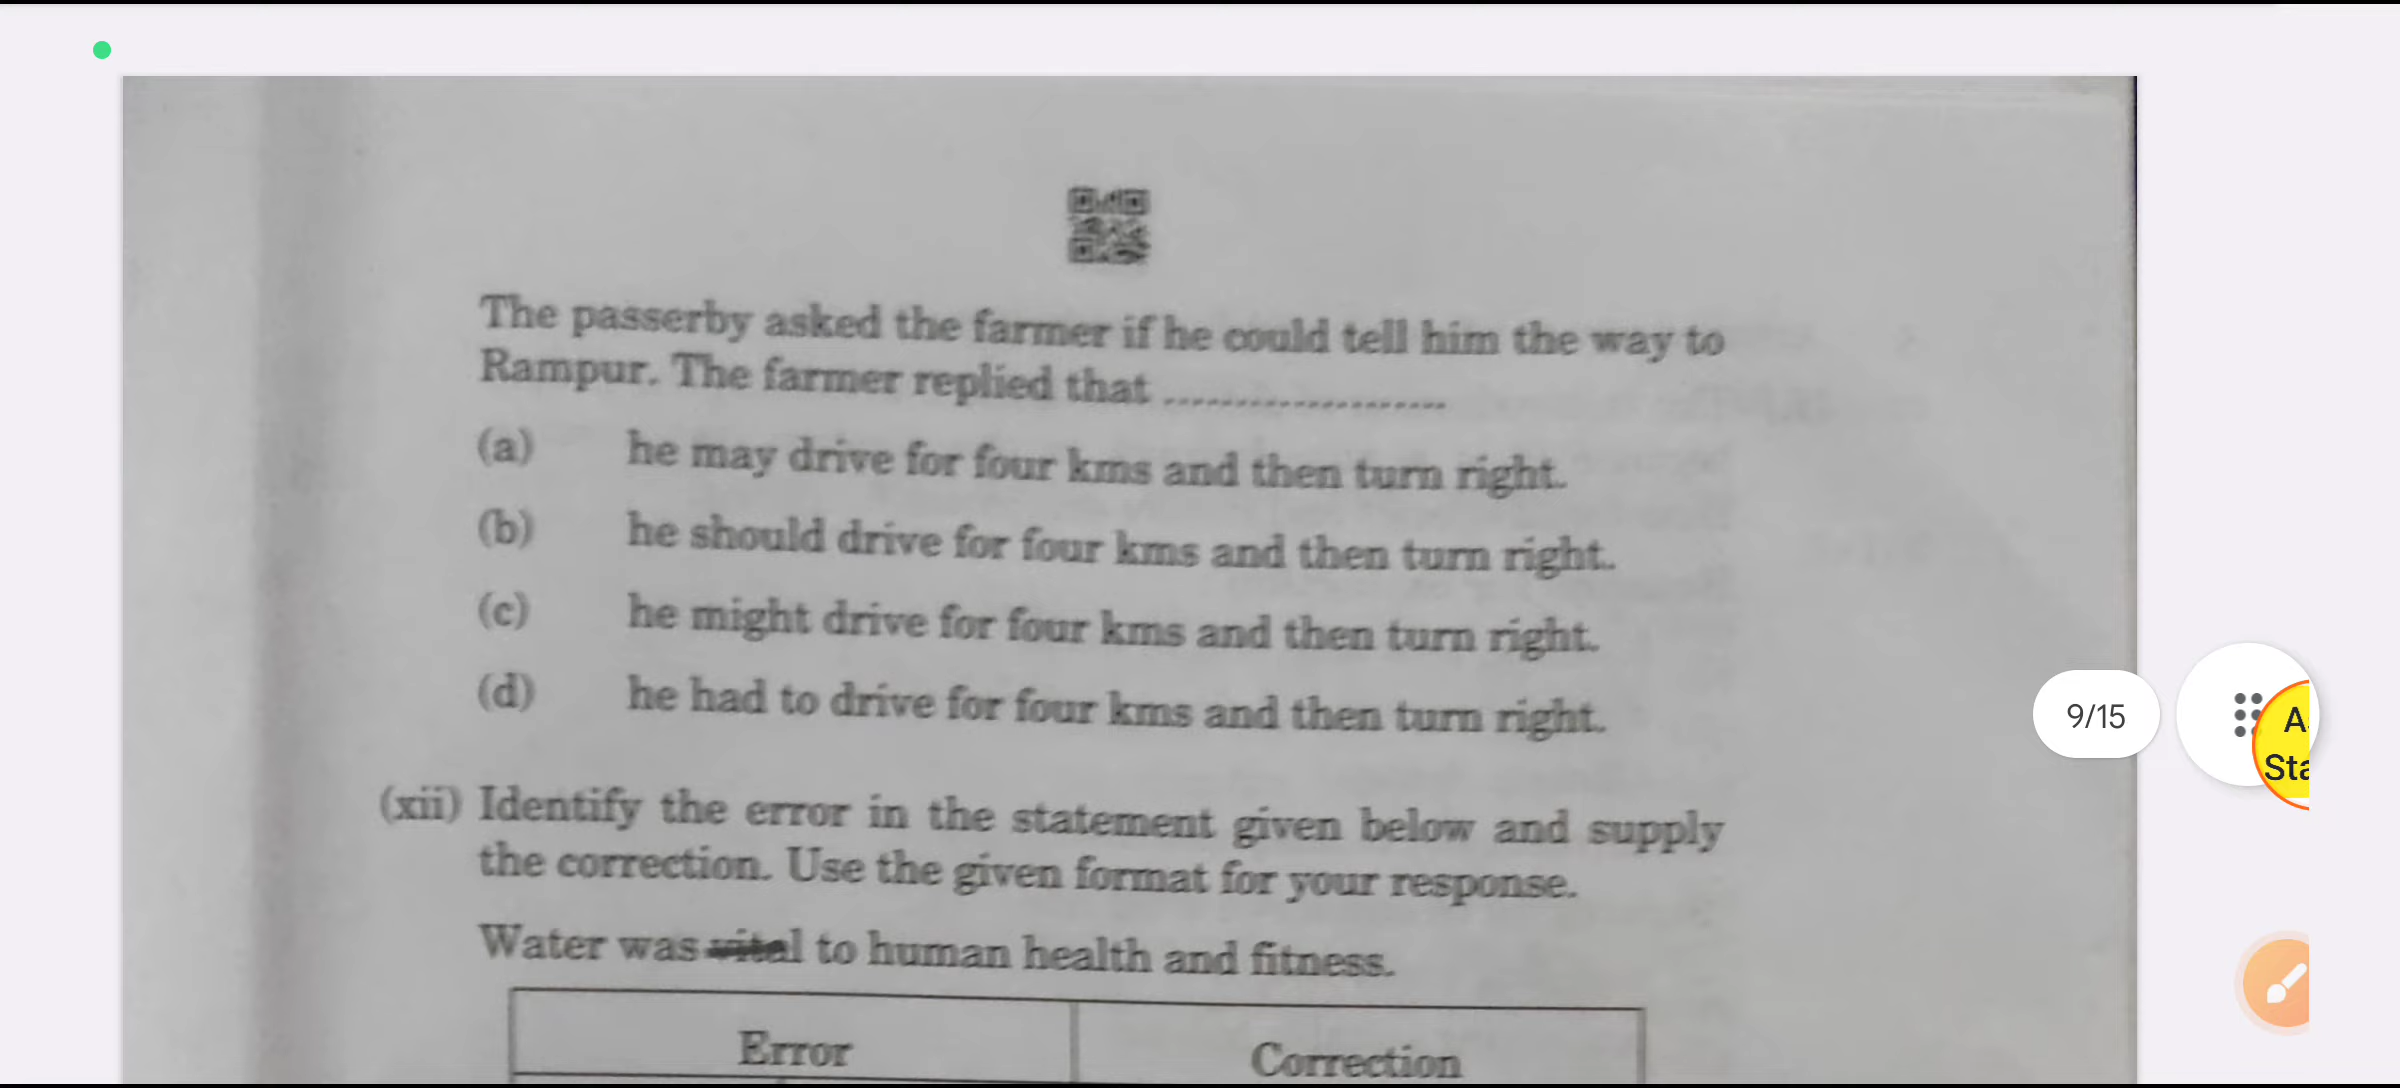 The passerby asked the farmer if he could tell him the way to
Rampur. The farmer replied that ....................
(a) he may drive for four kms and then turn right.
(b) he should drive for four kms and then turn right.
(c) he might drive for four kms and then turn right.
(d) he had to drive for four kms and then turn right.
9/15
A
Sta
(xii) Identify the error in the statement given below and supply
the correction. Use the given format for your response.
Water was vital to human health and fitness.
Error Correction